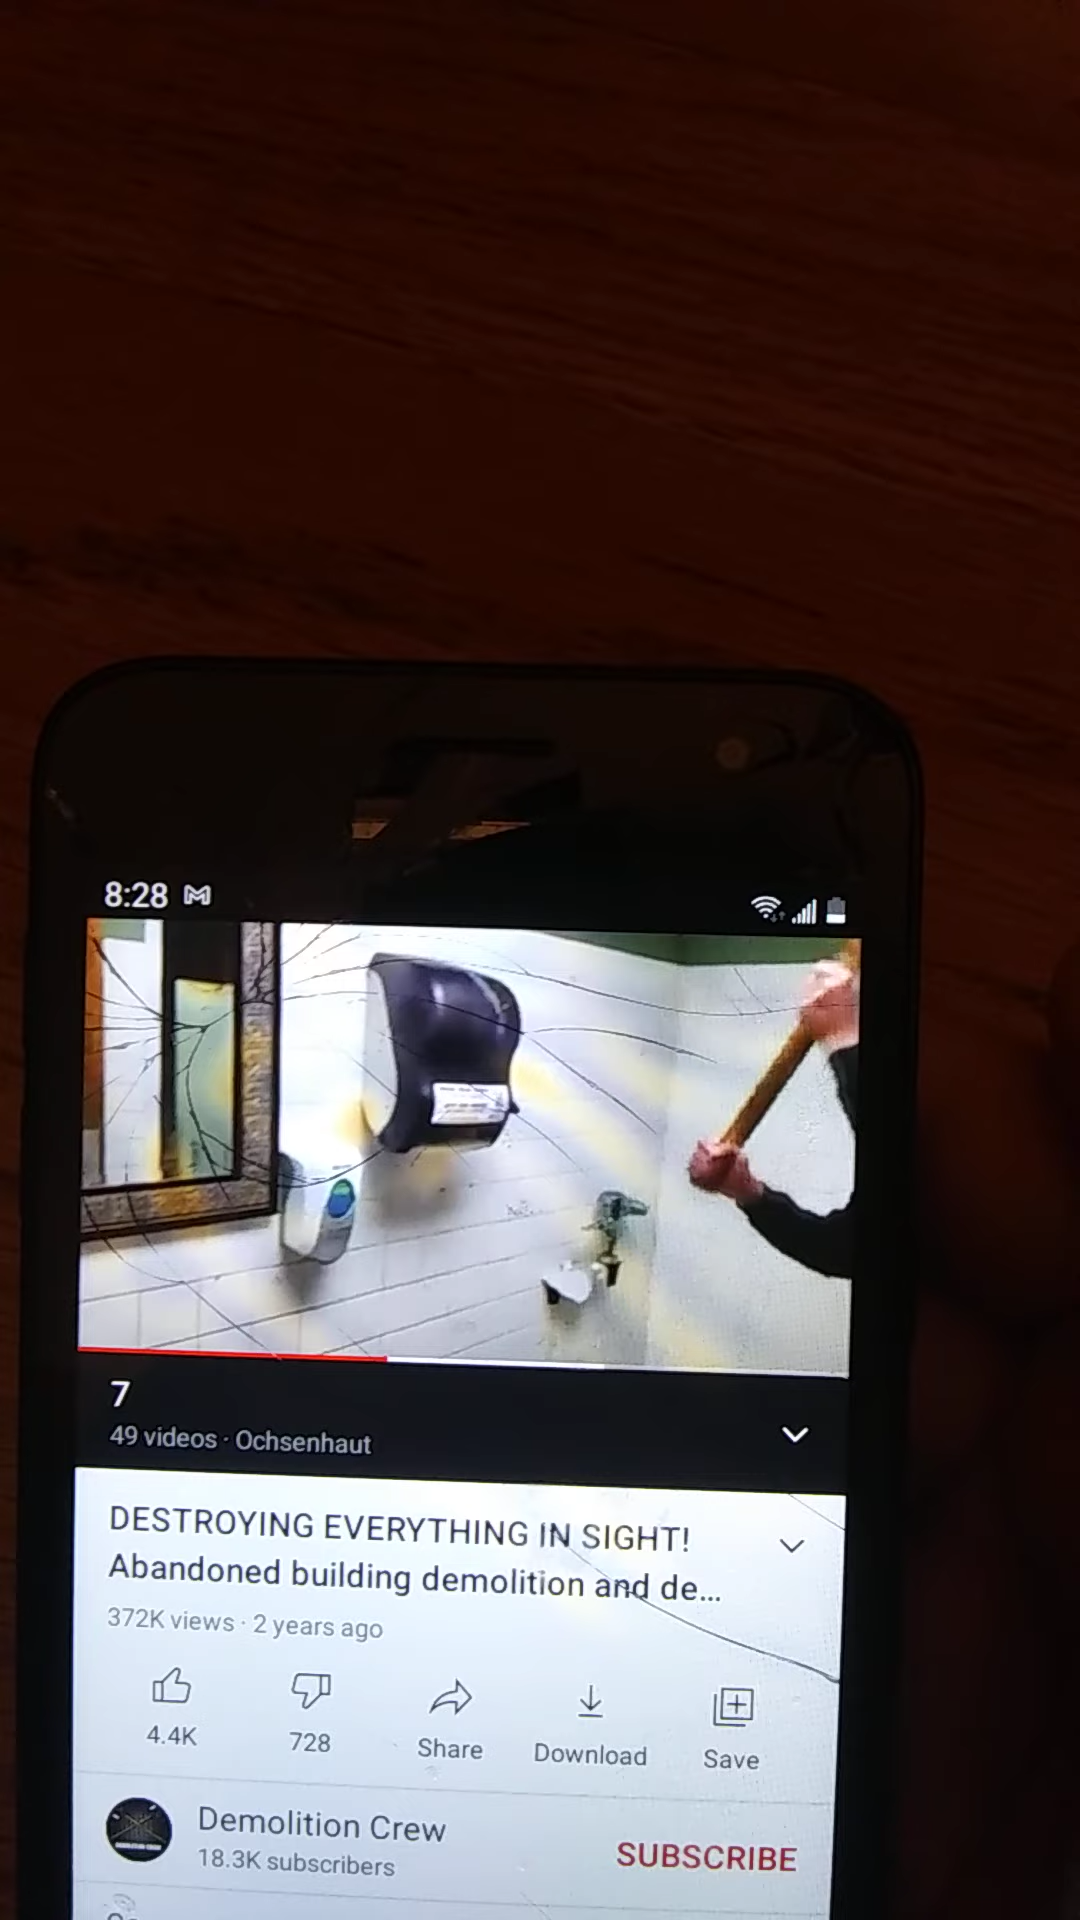 8:28
7
49 videos · Ochsenhaut
DESTROYING EVERYTHING IN SIGHT!
Abandoned building demolition and de...
372K views · 2 years ago
4.4K
728
Share
Download
Save
Demolition Crew
18.3K subscribers
SUBSCRIBE